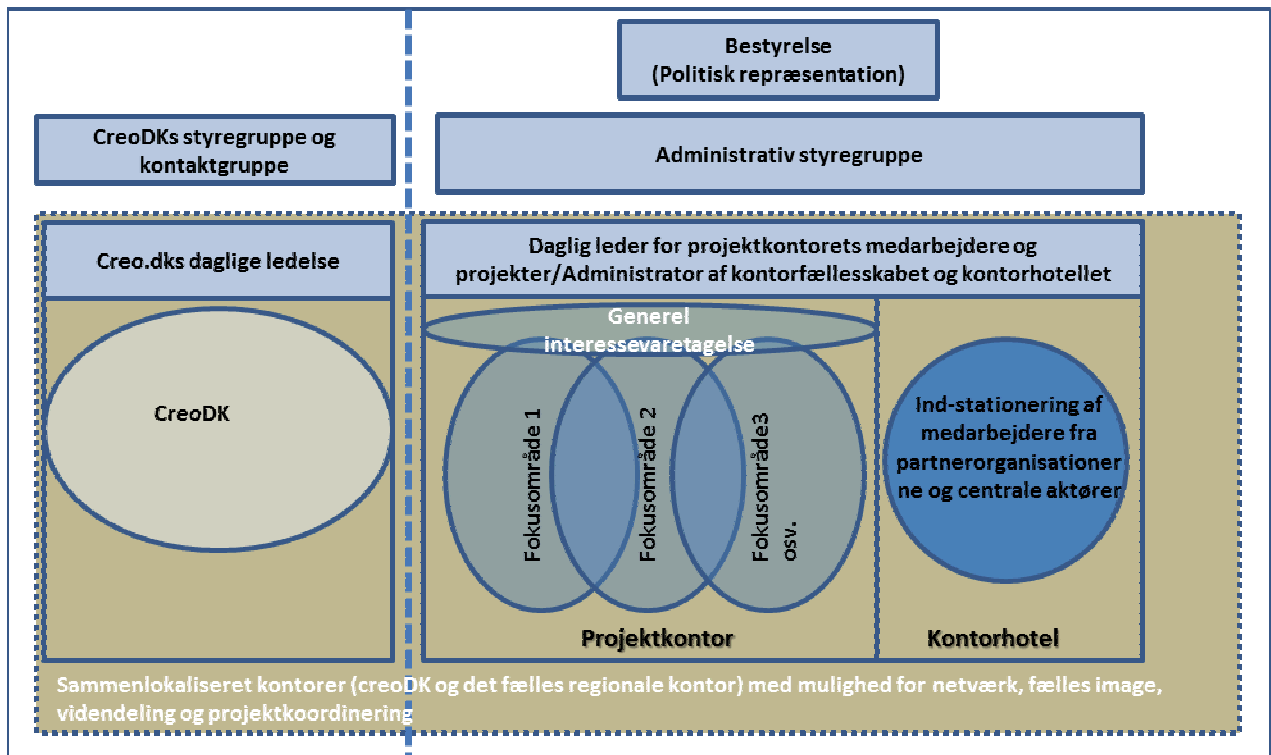 Bestyrelse
(Politisk repræsentation)
CreoDKs styregruppe og
kontaktgruppe
Administrativ styregruppe
Creo.dks daglige ledelse
Daglig leder for projektkontorets medarbejdere og
projekter/Administrator af kontorfællesskabet og kontorhotellet
Generel
interessevaretagelse
CreoDK
Fokusområde 1
Fokusområde 2
Fokusområde3
osv.
Ind-stationering af
medarbejdere fra
partnerorganisationer
ne og centrale aktører
Projektkontor
Kontorhotel
Sammenlokaliseret kontorer (creoDK og det fælles regionale kontor) med mulighed for netværk, fælles image,
videndeling og projektkoordinering